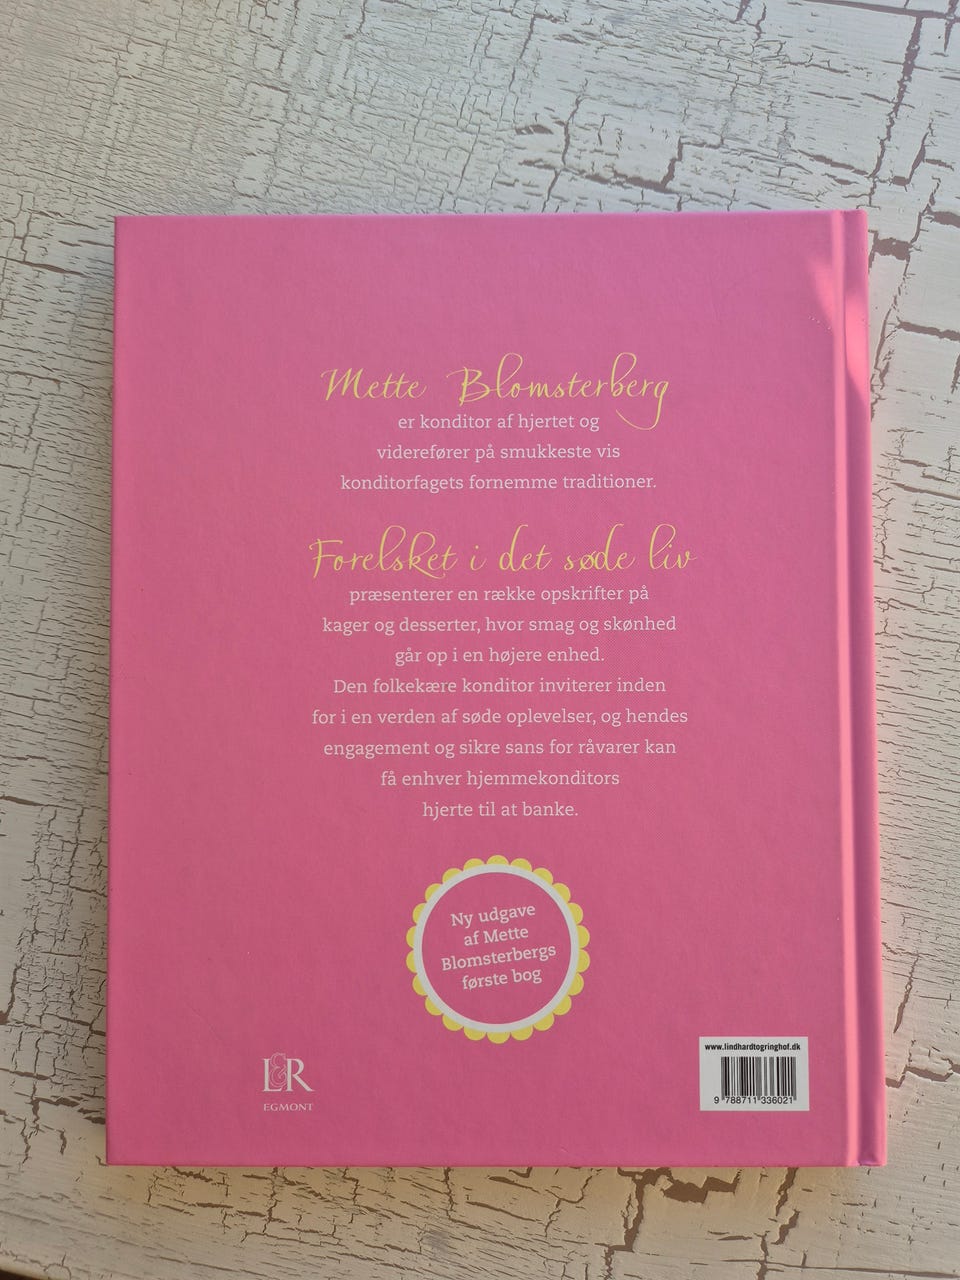 Mette Blomsterberg
er konditor af hjertet og
viderefører på smukkeste vis
konditorfagets fornemme traditioner.
Forelsket i det søde liv
præsenterer en række opskrifter på
kager og desserter, hvor smag og skønhed
går op i en højere enhed.
Den folkekære konditor inviterer inden
for i en verden af søde oplevelser, og hendes
engagement og sikre sans for råvarer kan
få enhver hjemmekonditors
hjerte til at banke.
Ny udgave
af Mette
Blomsterbergs
første bog
L&R
EGMONT
www.lindhardtogringhof.dk
9 788711 336021